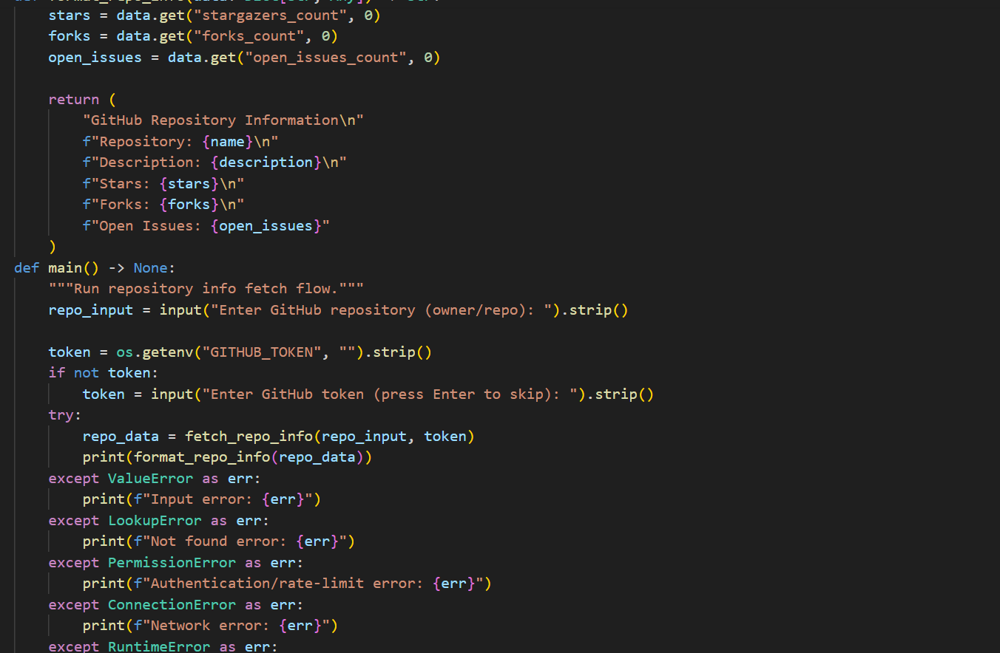 stars = data.get("stargazers_count", 0)
    forks = data.get("forks_count", 0)
    open_issues = data.get("open_issues_count", 0)

    return (
        "GitHub Repository Information\n"
        f"Repository: {name}\n"
        f"Description: {description}\n"
        f"Stars: {stars}\n"
        f"Forks: {forks}\n"
        f"Open Issues: {open_issues}"
    )
def main() -> None:
    """Run repository info fetch flow."""
    repo_input = input("Enter GitHub repository (owner/repo): ").strip()

    token = os.getenv("GITHUB_TOKEN", "").strip()
    if not token:
        token = input("Enter GitHub token (press Enter to skip): ").strip()
    try:
        repo_data = fetch_repo_info(repo_input, token)
        print(format_repo_info(repo_data))
    except ValueError as err:
        print(f"Input error: {err}")
    except LookupError as err:
        print(f"Not found error: {err}")
    except PermissionError as err:
        print(f"Authentication/rate-limit error: {err}")
    except ConnectionError as err:
        print(f"Network error: {err}")
    except RuntimeError as err: